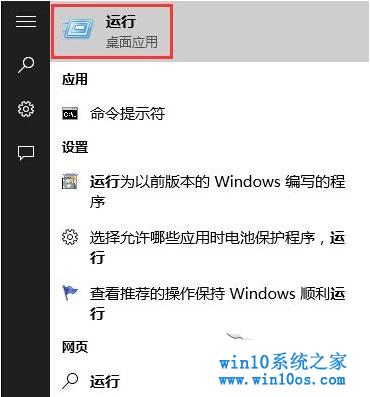 运行
桌面应用
应用
C:\.
命令提示符
设置
运行为以前版本的 Windows 编写的程
序
选择允许哪些应用时电池保护程序，运
行
查看推荐的操作保持 Windows 顺利运
行
网页
运行
win10系统之家
www.win10os.com